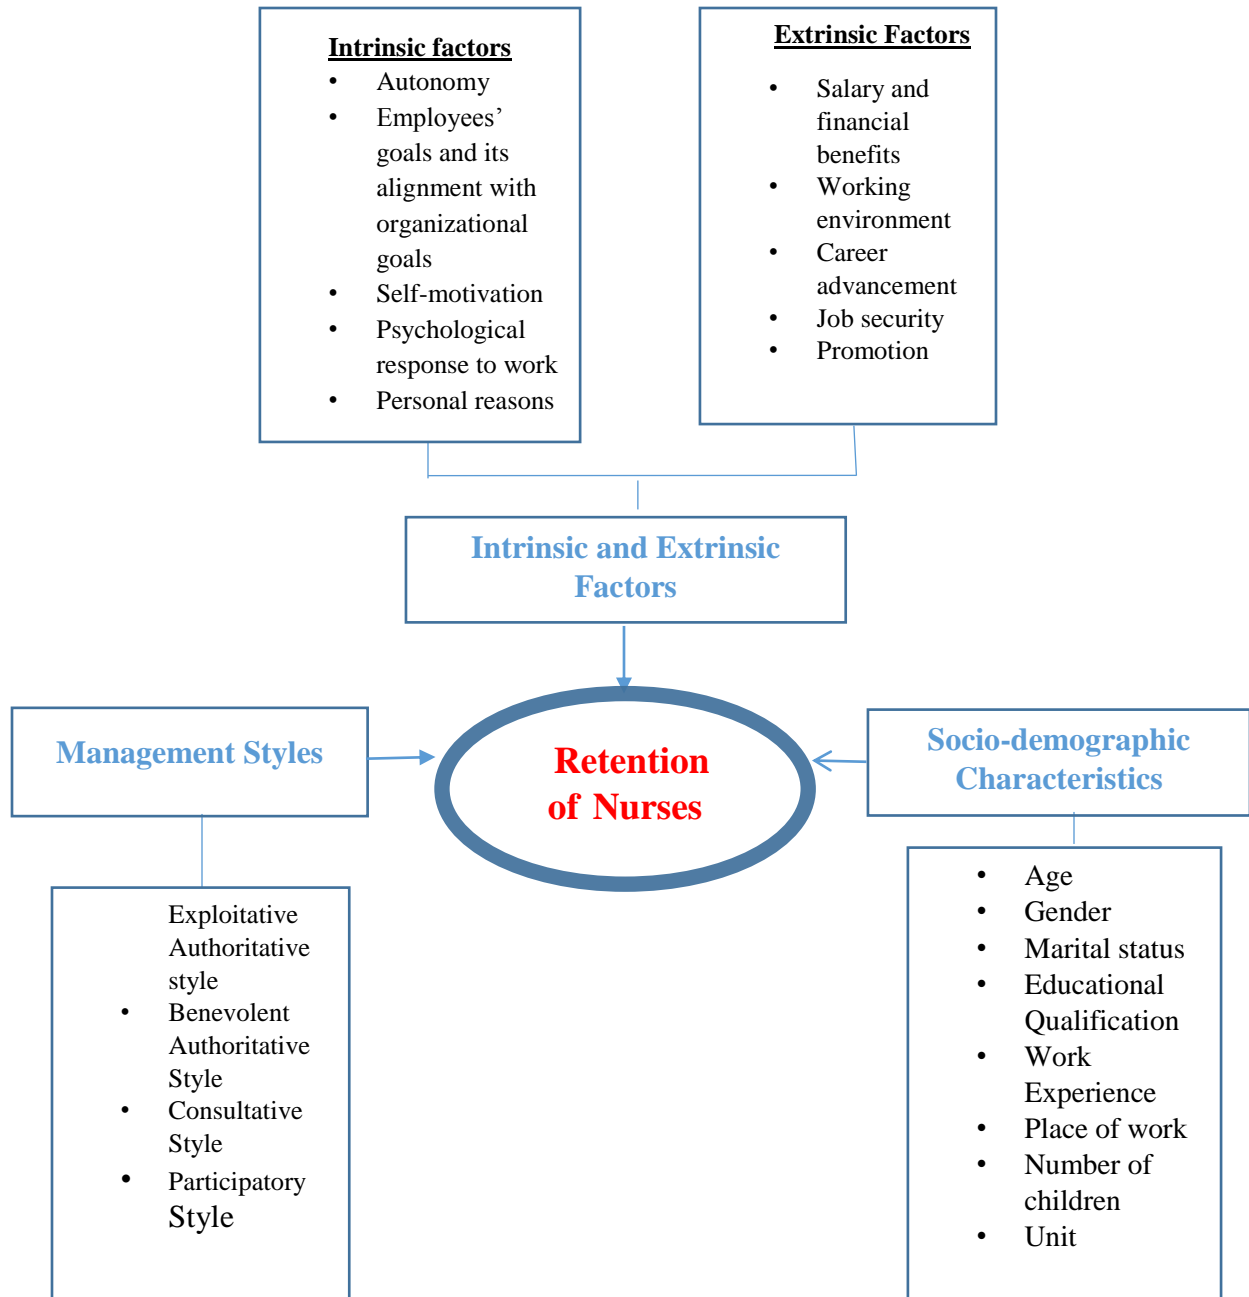 Intrinsic factors
• Autonomy
• Employees’
goals and its
alignment with
organizational
goals
• Self-motivation
• Psychological
response to work
• Personal reasons
Extrinsic Factors
• Salary and
financial
benefits
• Working
environment
• Career
advancement
• Job security
• Promotion
Intrinsic and Extrinsic
Factors
Management Styles
Retention
of Nurses
Socio-demographic
Characteristics
Exploitative
Authoritative
style
• Benevolent
Authoritative
Style
• Consultative
Style
• Participatory
Style
• Age
• Gender
• Marital status
• Educational
Qualification
• Work
Experience
• Place of work
• Number of
children
• Unit